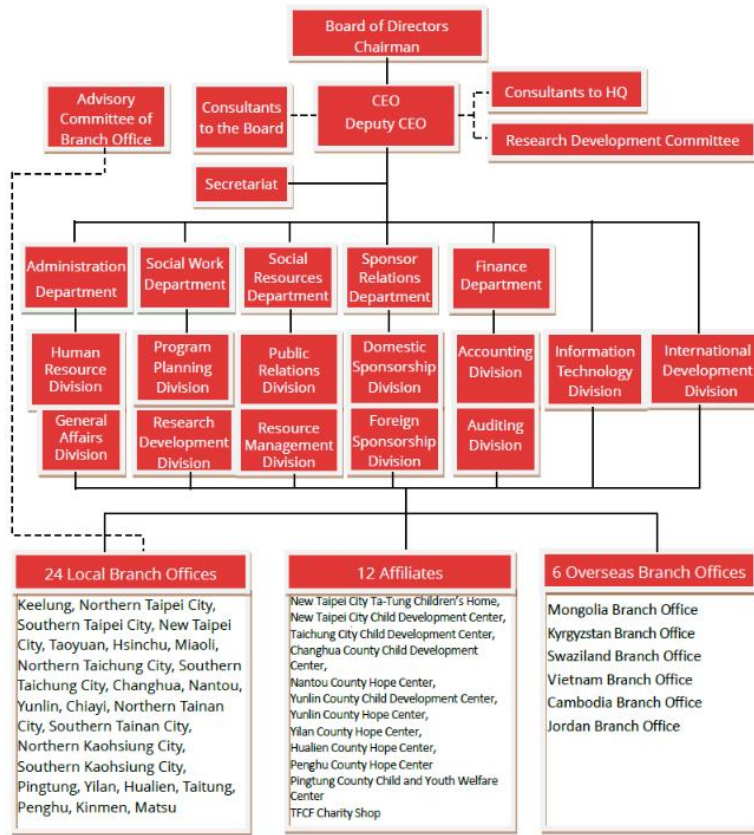 Board of Directors
Chairman
Advisory
Committee of
Branch Office
Consultants
to the Board
CEO
Deputy CEO
Consultants to HQ
Research Development Committee
Secretariat
Administration
Department
Social Work
Department
Social
Resources
Department
Sponsor
Relations
Department
Finance
Department
Human
Resource
Division
Program
Planning
Division
Public
Relations
Division
Domestic
Sponsorship
Division
Accounting
Division
Information
Technology
Division
International
Development
Division
General
Affairs
Division
Research
Development
Division
Resource
Management
Division
Foreign
Sponsorship
Division
Auditing
Division
24 Local Branch Offices
Keelung, Northern Taipei City,
Southern Taipei City, New Taipei
City, Taoyuan, Hsinchu, Miaoli,
Northern Taichung City, Southern
Taichung City, Changhua, Nantou,
Yunlin, Chiayi, Northern Tainan
City, Southern Tainan City,
Northern Kaohsiung City,
Southern Kaohsiung City,
Pingtung, Yilan, Hualien, Taitung,
Penghu, Kinmen, Matsu
12 Affiliates
New Taipei City Ta-Tung Children's Home,
New Taipei City Child Development Center,
Taichung City Child Development Center,
Changhua County Child Development
Center,
Nantou County Hope Center,
Yunlin County Child Development Center,
Yunlin County Hope Center,
Yilan County Hope Center,
Hualien County Hope Center,
Penghu County Hope Center
Pingtung County Child and Youth Welfare
Center
TFCF Charity Shop
6 Overseas Branch Offices
Mongolia Branch Office
Kyrgyzstan Branch Office
Swaziland Branch Office
Vietnam Branch Office
Cambodia Branch Office
Jordan Branch Office